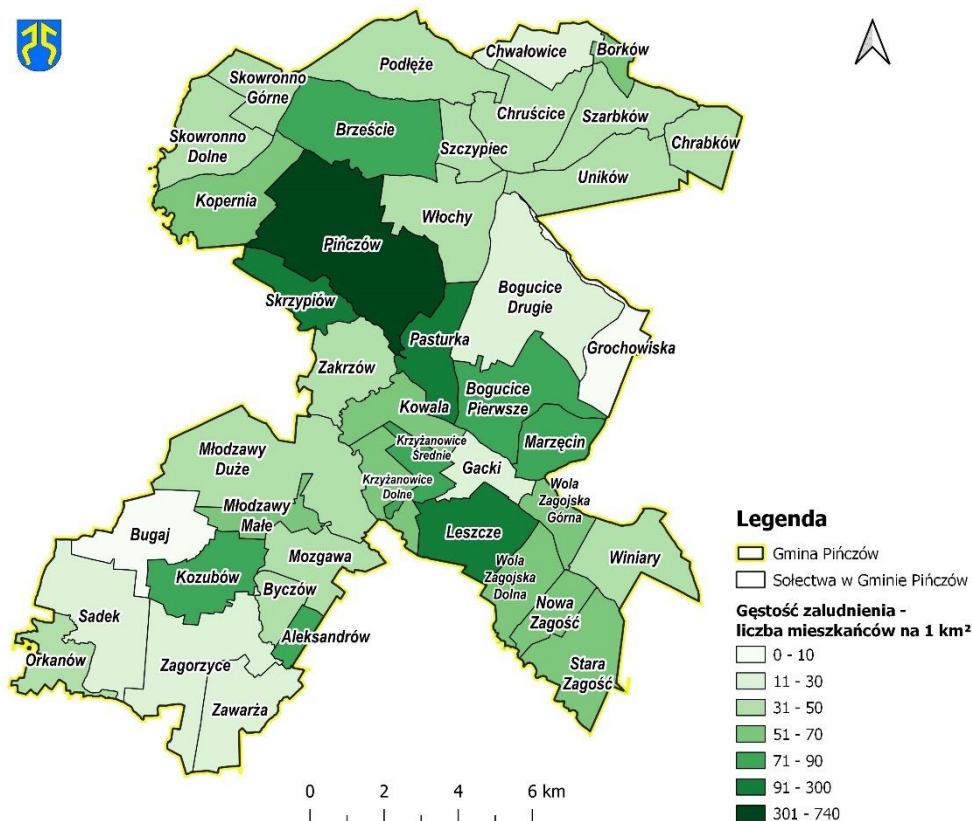 Chwałowice
Borków
Podłęże
Skowronno
Górne
Chruścice
Szarbków
Brzeście
Skowronno
Dolne
Szczypiec
Chrabków
Uników
Kopernia
Włochy
Pińczów
Bogucice
Drugie
Skrzypiów
Pasturka
Grochowiska
Zakrzów
Bogucice
Pierwsze
Kowala
Krzyżanowice
Średnie
Marzęcin
Młodzawy
Duże
Gacki
Krzyżanowice
Dolne
Wola
Zagojska
Górna
Młodzawy
Małe
Bugaj
Leszcze
Mozgawa
Winiary
Wola
Zagojska
Dolna
Kozubów
Byczów
Nowa
Zagość
Sadek
Aleksandrów
Orkanów
Zagorzyce
Stara
Zagość
Zawarża
Legenda
Gmina Pińczów
Sołectwa w Gminie Pińczów
Gęstość zaludnienia -
liczba mieszkańców na 1 km²
0 - 10
11 - 30
31 - 50
51 - 70
71 - 90
91 - 300
301 - 740
0 2 4 6 km